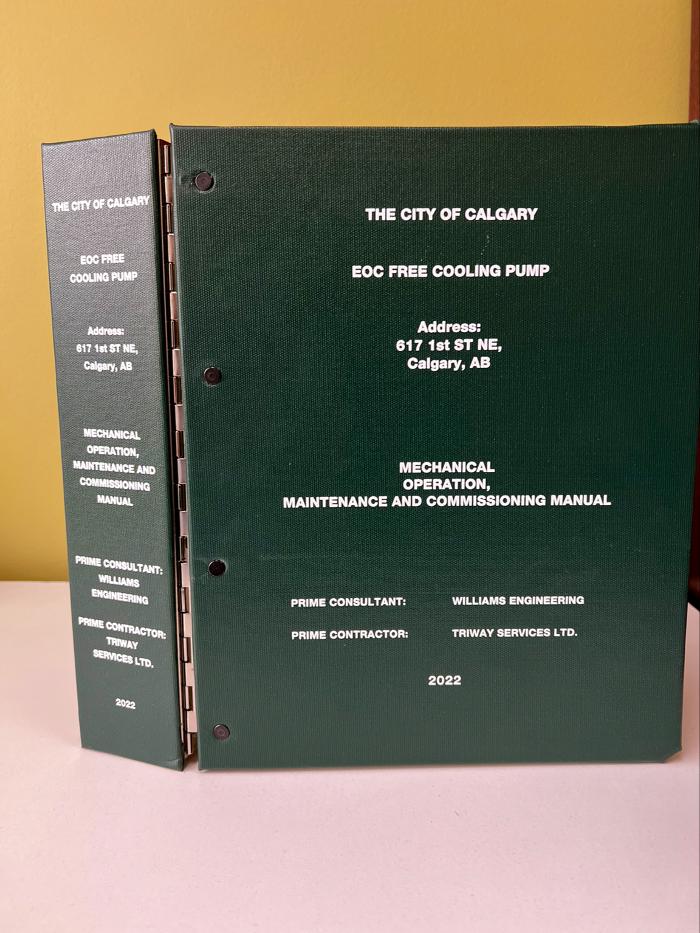 THE CITY OF CALGARY
EOC FREE
COOLING PUMP
Address:
617 1st ST NE,
Calgary, AB
MECHANICAL
OPERATION,
MAINTENANCE AND
COMMISSIONING
MANUAL
PRIME CONSULTANT:
WILLIAMS
ENGINEERING
PRIME CONTRACTOR:
TRIWAY
SERVICES LTD.
2022
THE CITY OF CALGARY
EOC FREE COOLING PUMP
Address:
617 1st ST NE,
Calgary, AB
MECHANICAL
OPERATION,
MAINTENANCE AND COMMISSIONING MANUAL
PRIME CONSULTANT: WILLIAMS ENGINEERING
PRIME CONTRACTOR: TRIWAY SERVICES LTD.
2022